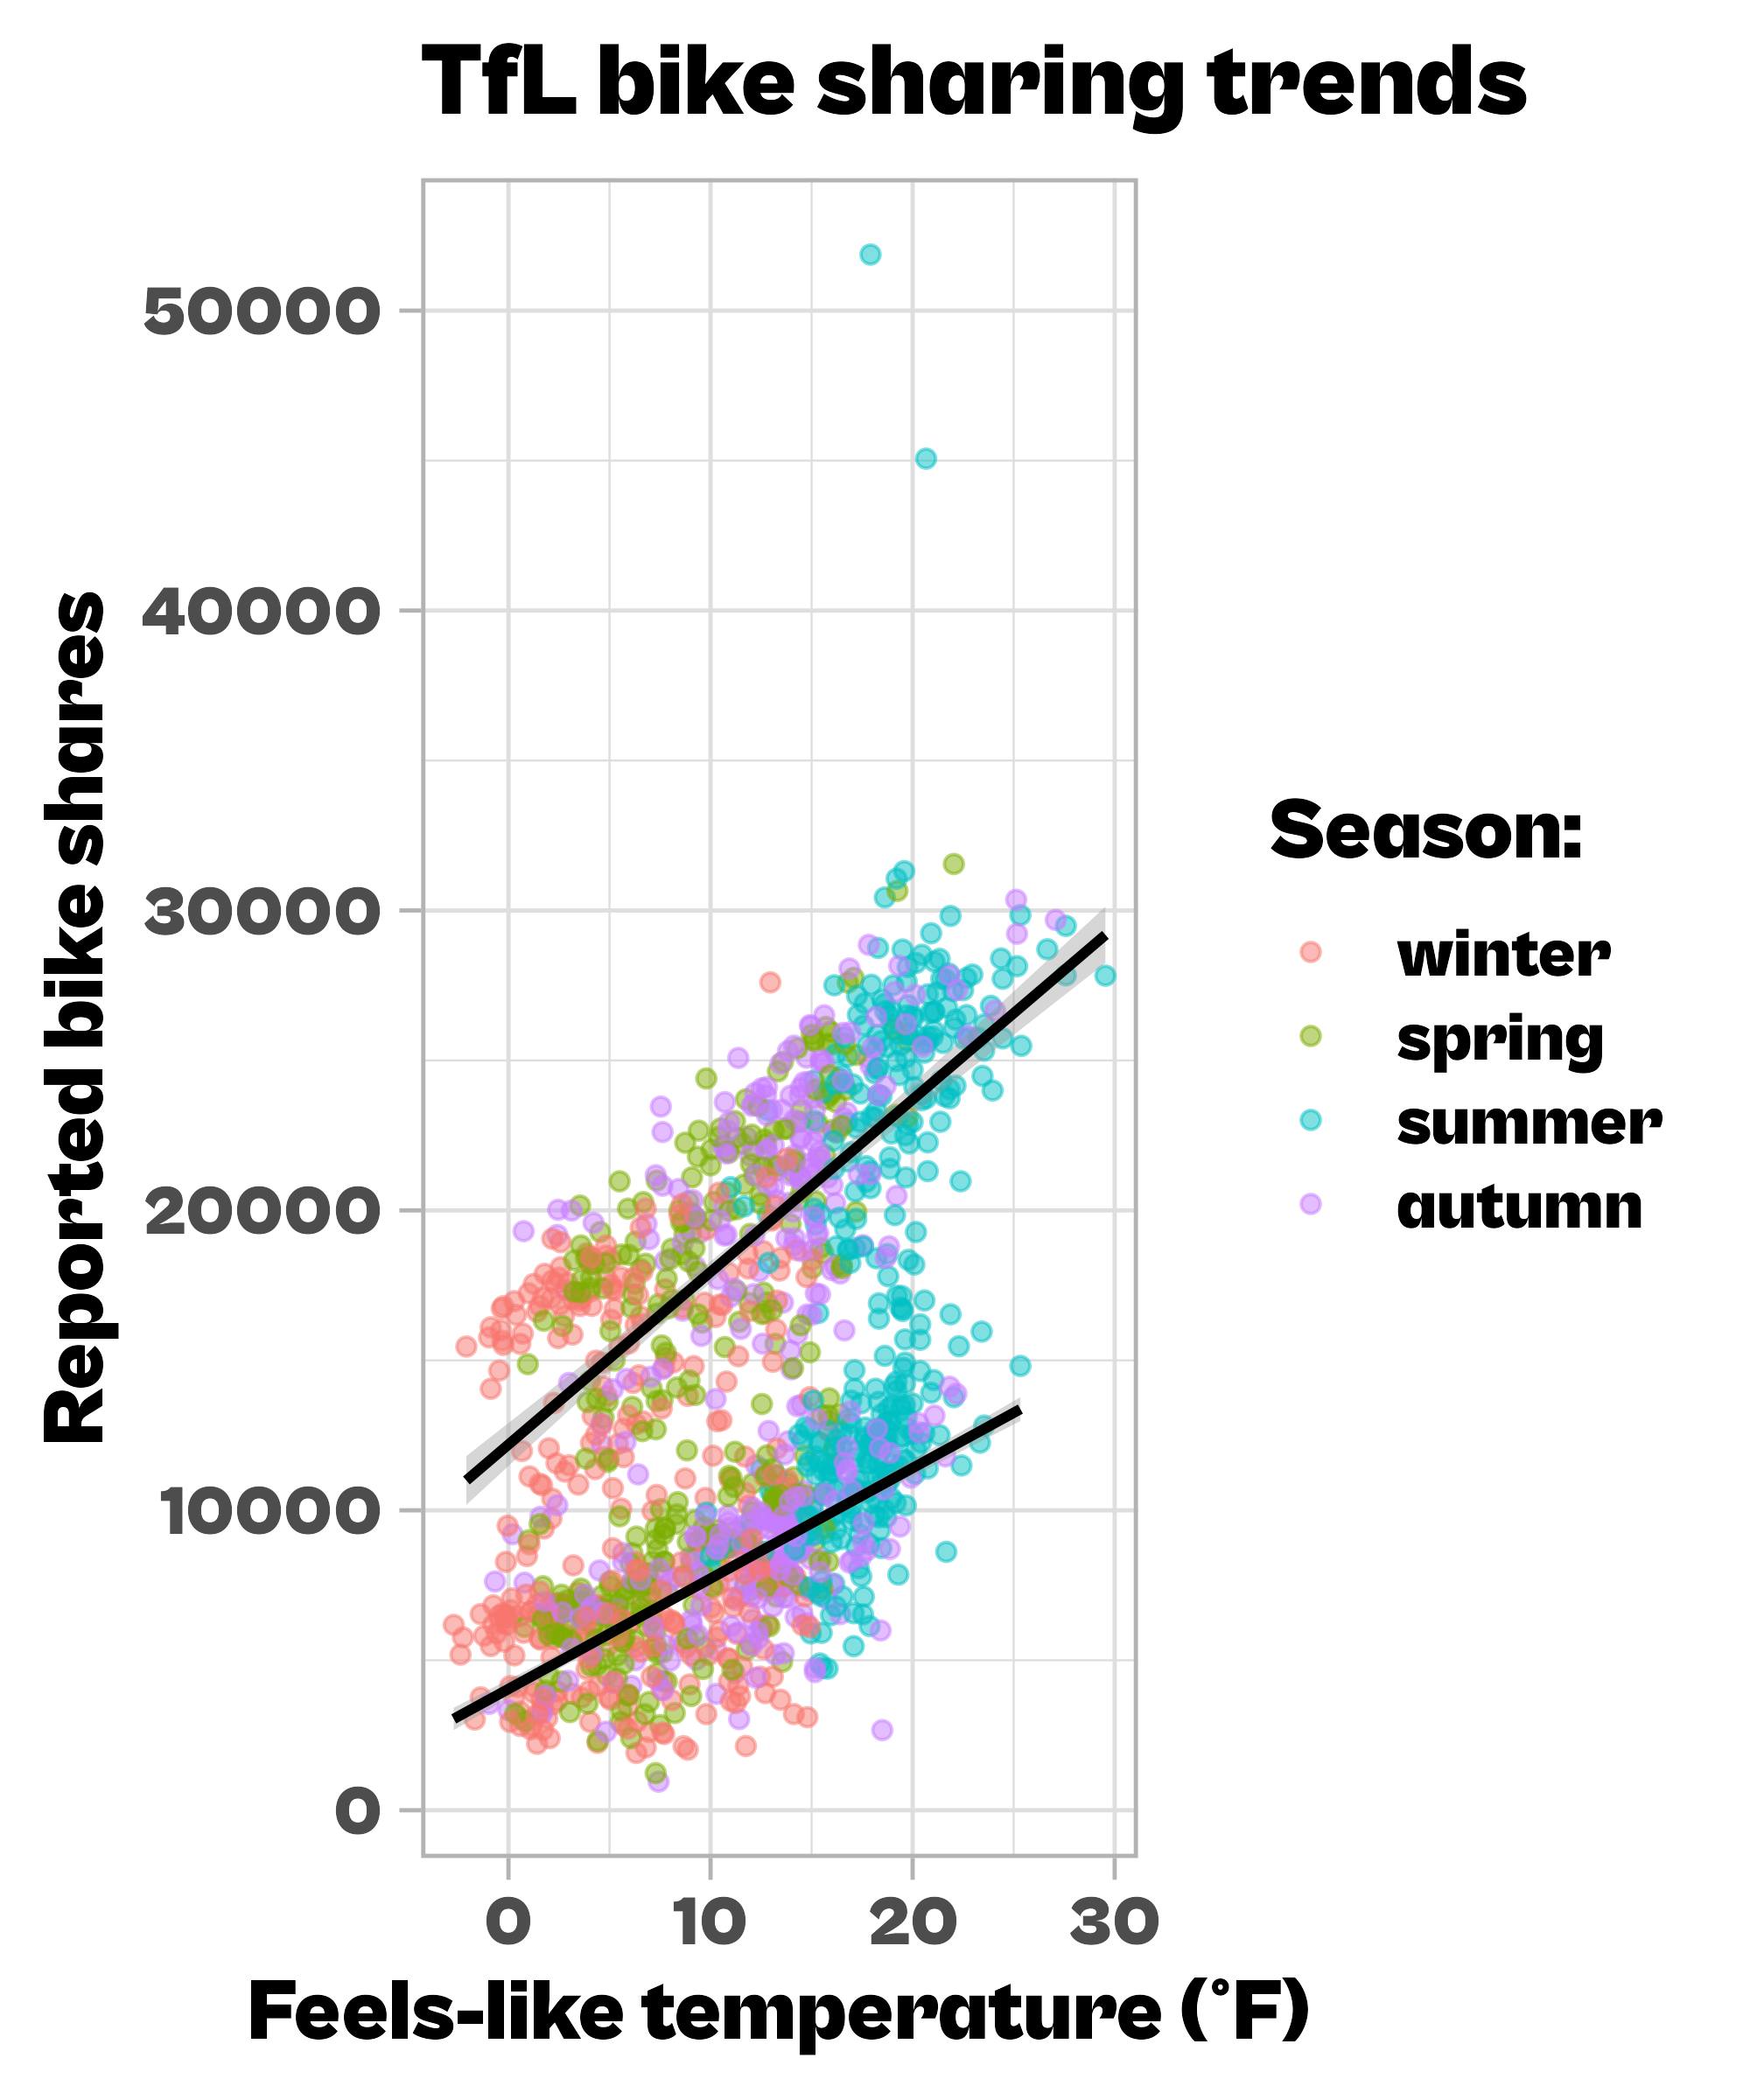 TfL bike sharing trends
Reported bike shares
50000
40000
30000
20000
10000
0
0 10 20 30
Feels-like temperature (°F)
Season:
winter
spring
summer
autumn